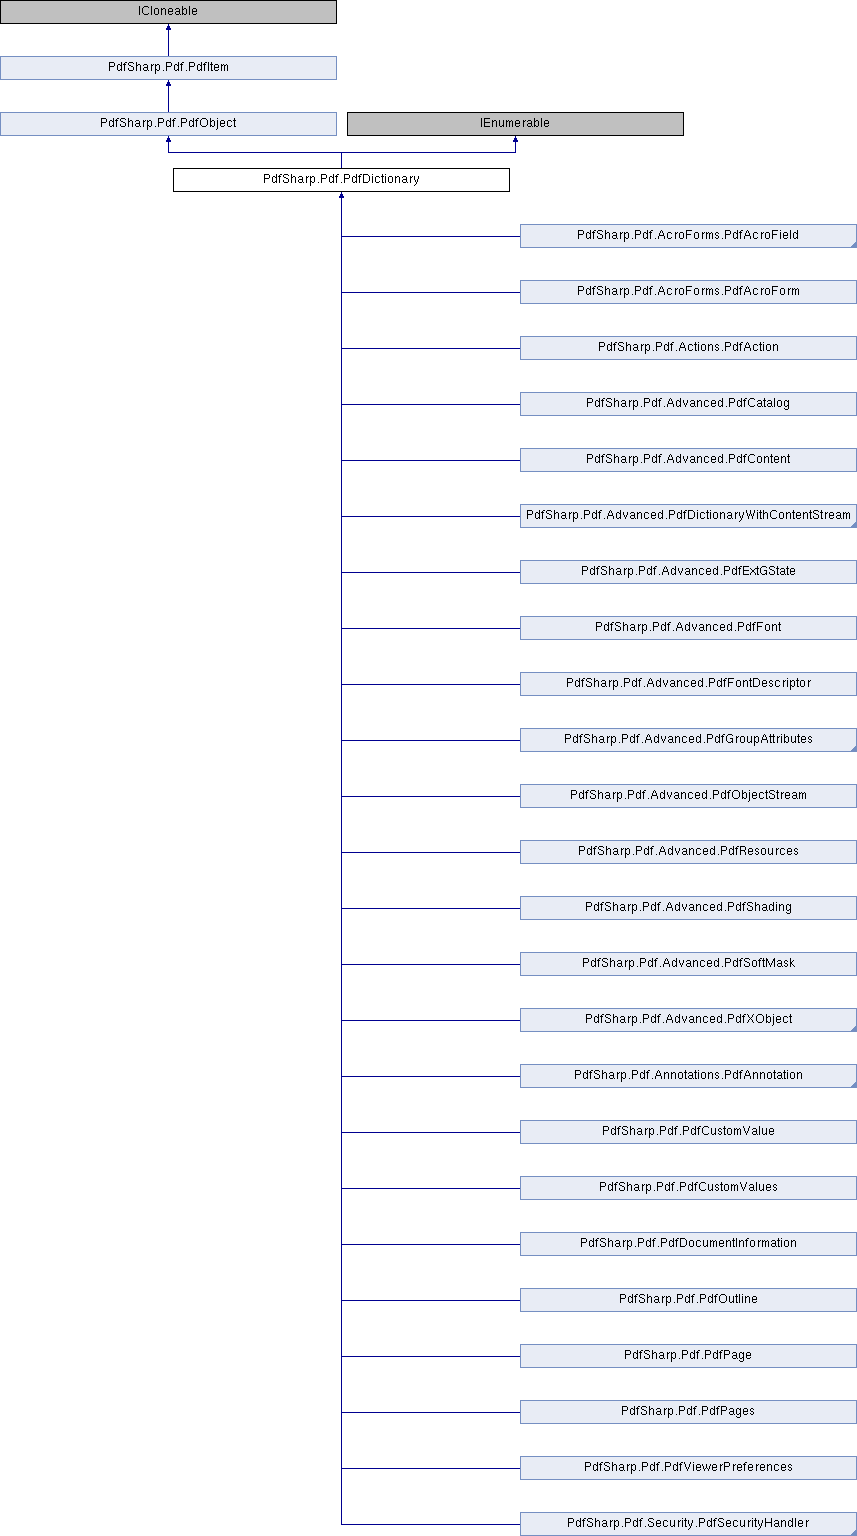 ICloneable
PdfSharp.Pdf.PdfItem
PdfSharp.Pdf.PdfObject
IEnumerable
PdfSharp.Pdf.PdfDictionary
PdfSharp.Pdf.AcroForms.PdfAcroField
PdfSharp.Pdf.AcroForms.PdfAcroForm
PdfSharp.Pdf.Actions.PdfAction
PdfSharp.Pdf.Advanced.PdfCatalog
PdfSharp.Pdf.Advanced.PdfContent
PdfSharp.Pdf.Advanced.PdfDictionaryWithContentStream
PdfSharp.Pdf.Advanced.PdfExtGState
PdfSharp.Pdf.Advanced.PdfFont
PdfSharp.Pdf.Advanced.PdfFontDescriptor
PdfSharp.Pdf.Advanced.PdfGroupAttributes
PdfSharp.Pdf.Advanced.PdfObjectStream
PdfSharp.Pdf.Advanced.PdfResources
PdfSharp.Pdf.Advanced.PdfShading
PdfSharp.Pdf.Advanced.PdfSoftMask
PdfSharp.Pdf.Advanced.PdfXObject
PdfSharp.Pdf.Annotations.PdfAnnotation
PdfSharp.Pdf.PdfCustomValue
PdfSharp.Pdf.PdfCustomValues
PdfSharp.Pdf.PdfDocumentInformation
PdfSharp.Pdf.PdfOutline
PdfSharp.Pdf.PdfPage
PdfSharp.Pdf.PdfPages
PdfSharp.Pdf.PdfViewerPreferences
PdfSharp.Pdf.Security.PdfSecurityHandler